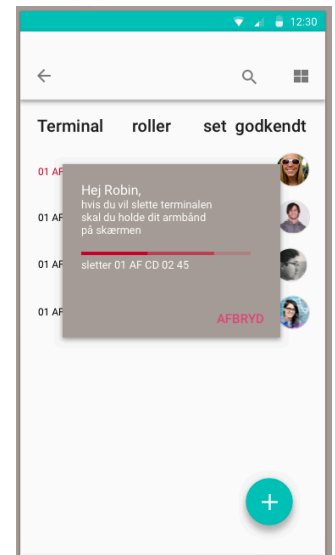 12:30
Terminal roller set godkendt
01 AF
Hej Robin,
hvis du vil slette terminalen
skal du holde dit armbånd
på skærmen
01 AF
01 AF
sletter 01 AF CD 02 45
01 AF
AFBRYD